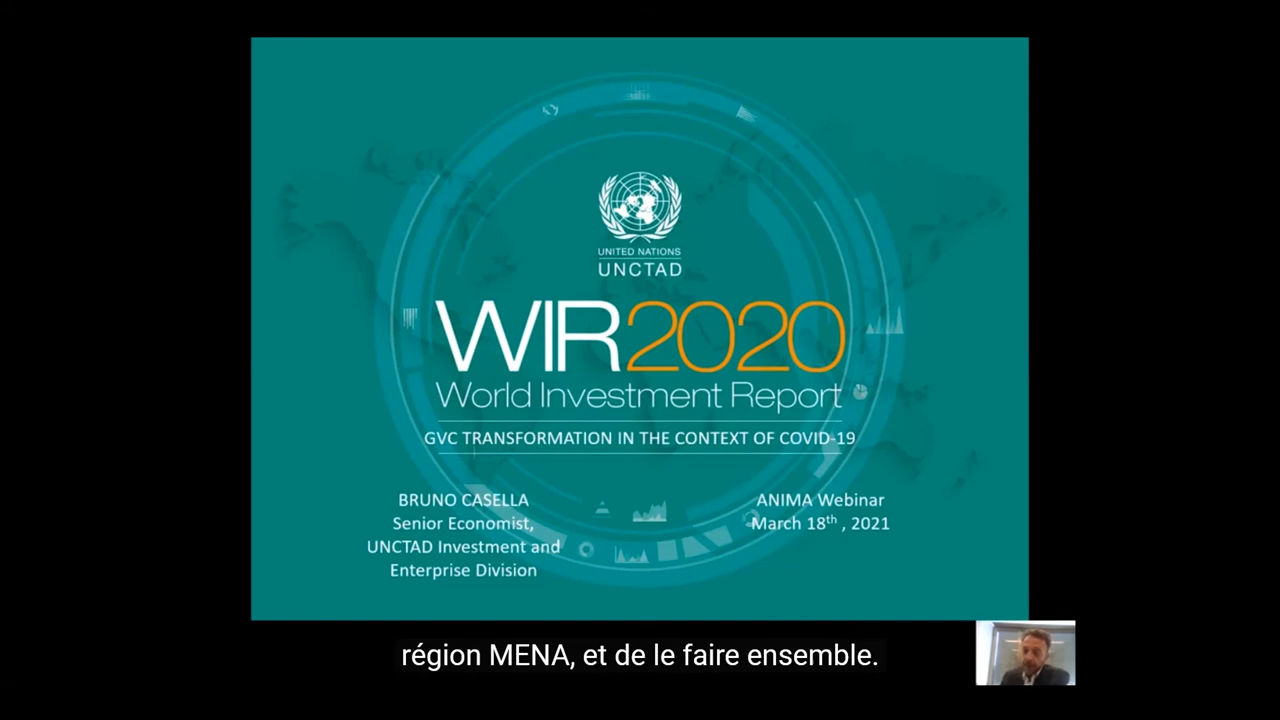 UNITED NATIONS
UNCTAD
WIR2020
World Investment Report
GVC TRANSFORMATION IN THE CONTEXT OF COVID-19
BRUNO CASELLA
Senior Economist,
UNCTAD Investment and
Enterprise Division
ANIMA Webinar
March 18th , 2021
région MENA, et de le faire ensemble.